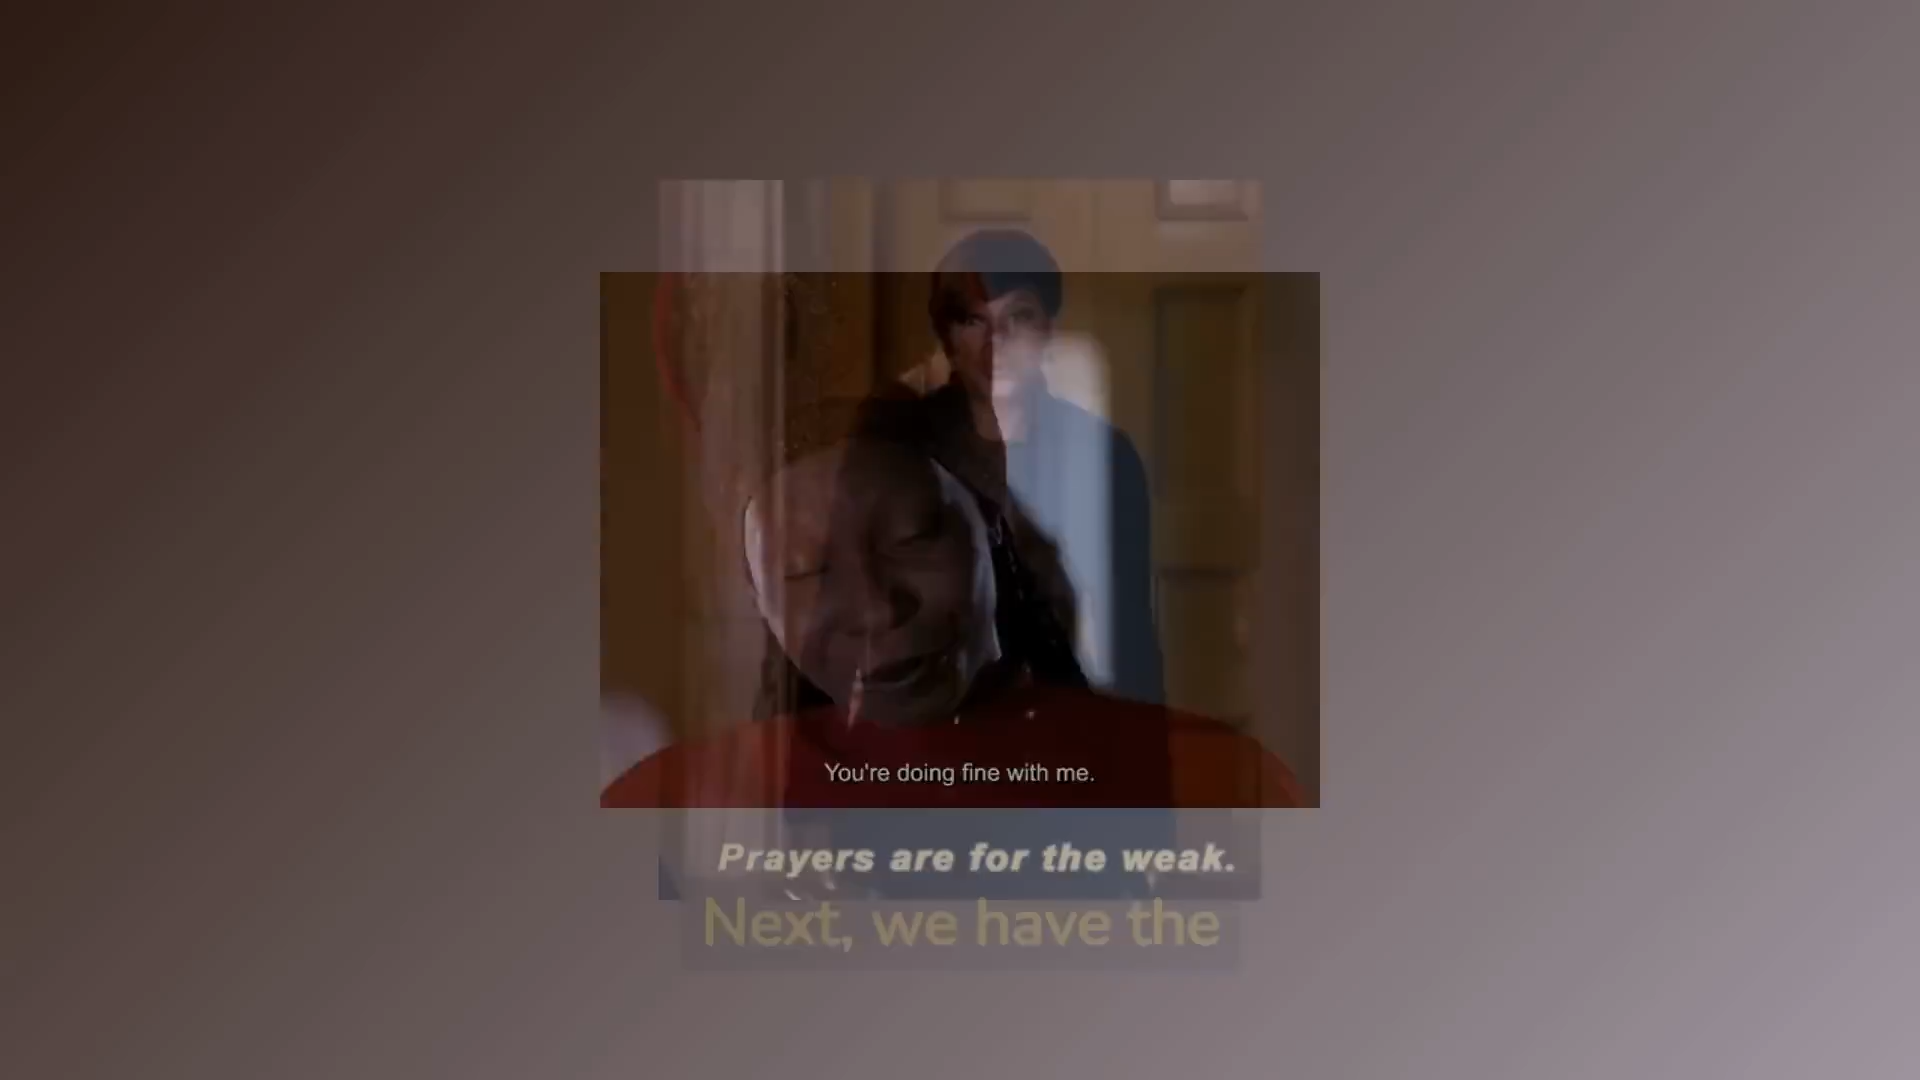 You're doing fine with me.
Prayers are for the weak.
Next, we have the